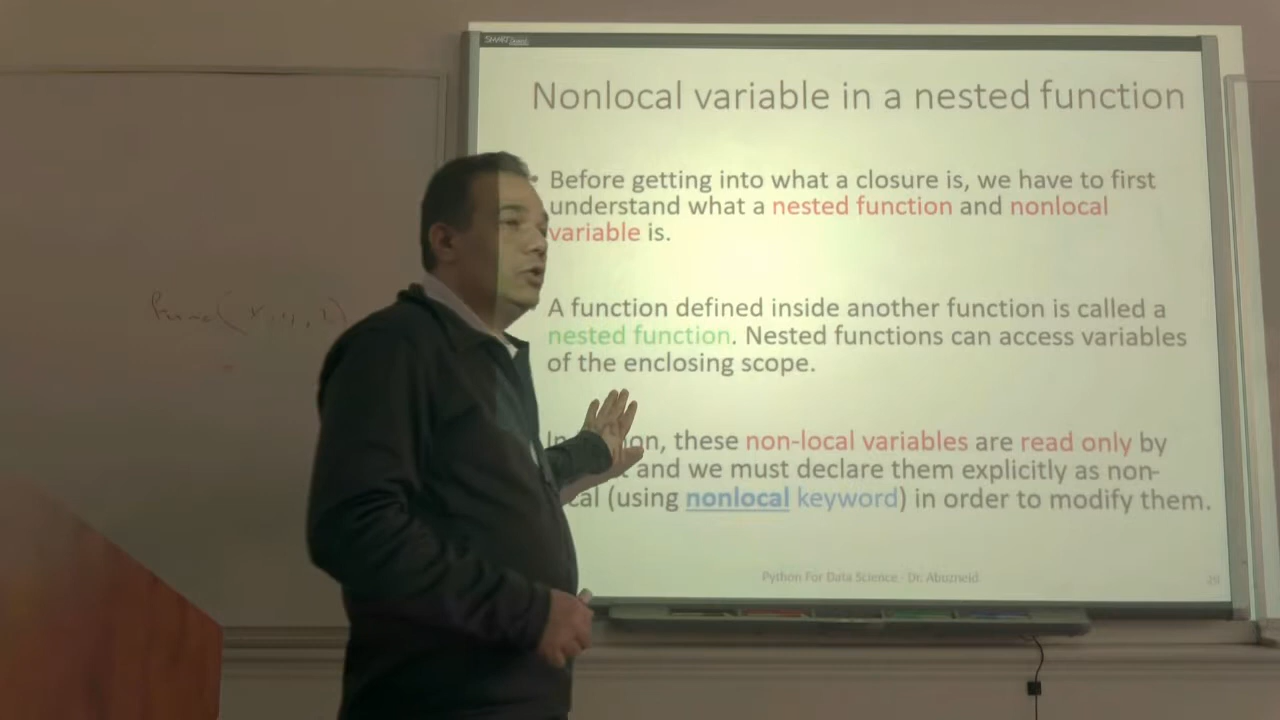 SMART
Nonlocal variable in a nested function
• Before getting into what a closure is, we have to first
understand what a nested function and nonlocal
variable is.
A function defined inside another function is called a
nested function. Nested functions can access variables
of the enclosing scope.
these non-local variables are read only by
and we must declare them explicitly as non-
(using nonlocal keyword) in order to modify them.
Python For Data Science - Dr. Abuzneid